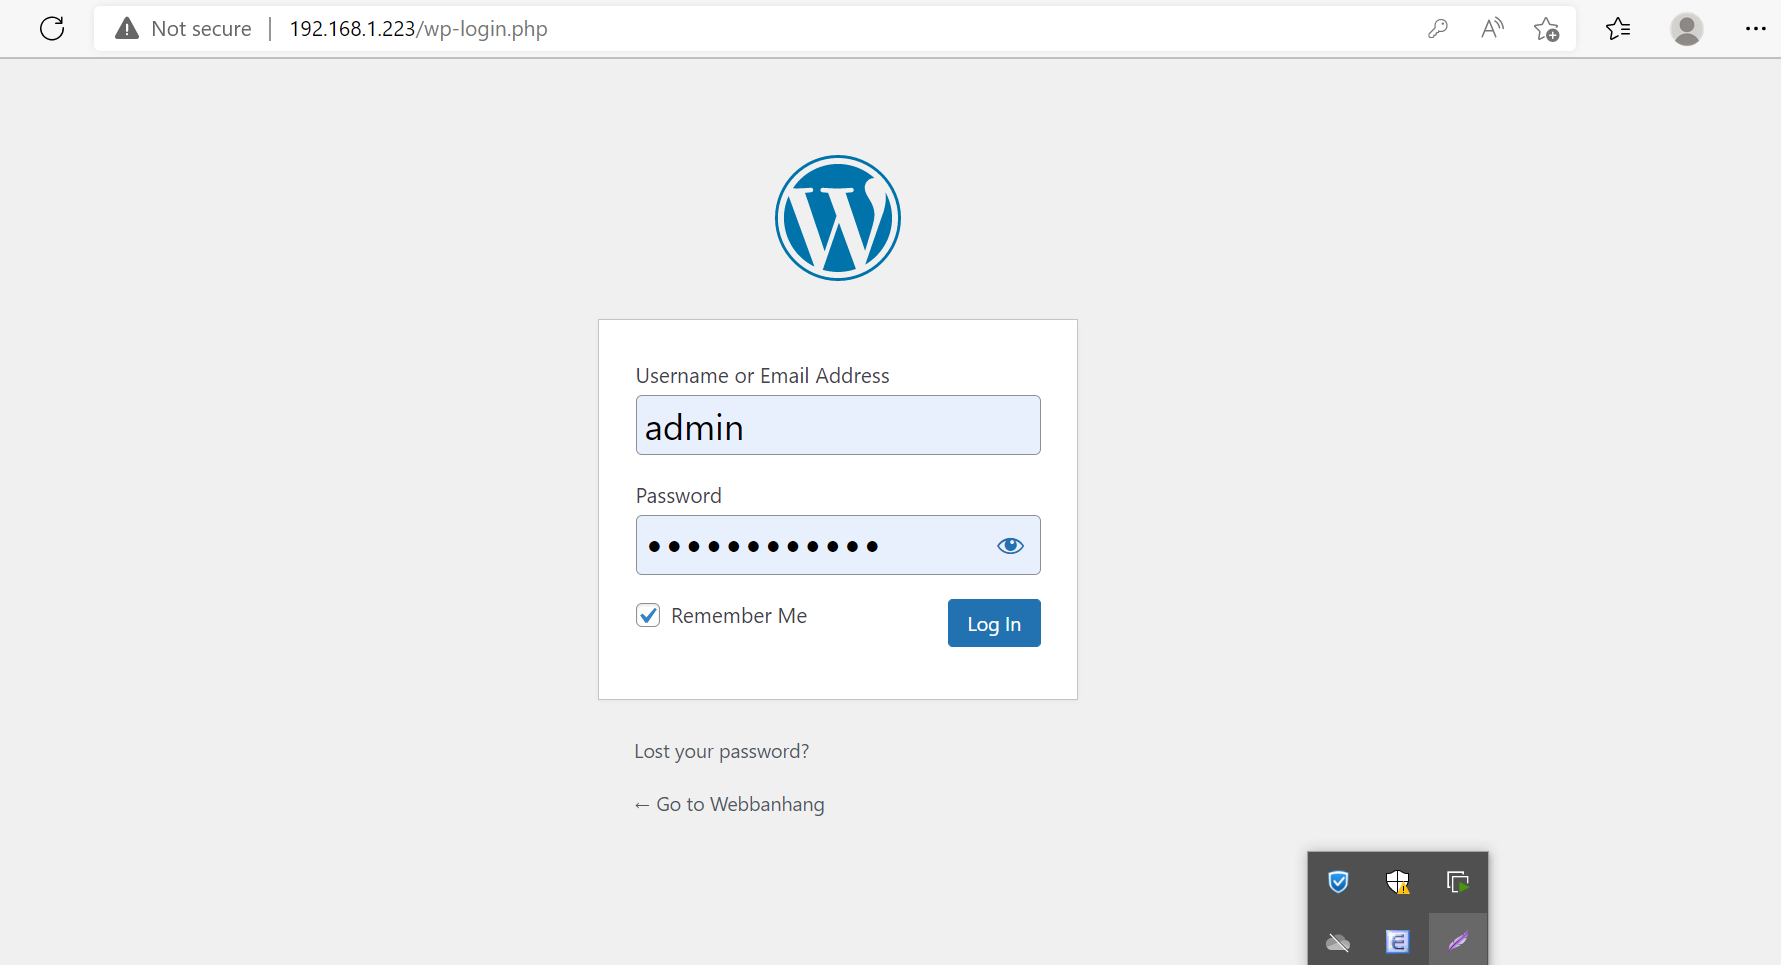 Not secure | 192.168.1.223/wp-login.php
Username or Email Address
admin
Password
●●●●●●●●●●●●
Remember Me
Log In
Lost your password?
← Go to Webbanhang